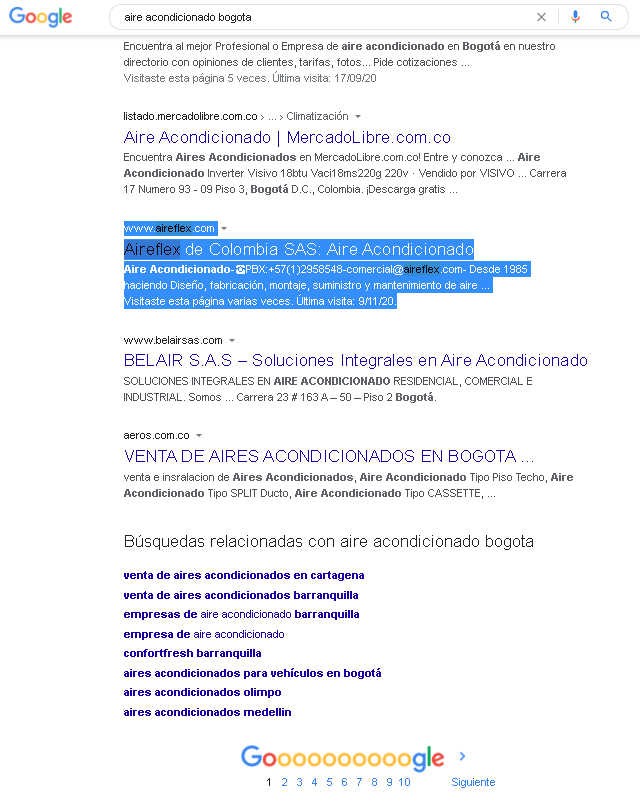 Google
aire acondicionado bogota
Encuentra al mejor Profesional o Empresa de aire acondicionado en Bogotá en nuestro
directorio con opiniones de clientes, tarifas, fotos... Pide cotizaciones ...
Visitaste esta página 5 veces. Última visita: 17/09/20
listado.mercadolibre.com.co › ... › Climatización
Aire Acondicionado | MercadoLibre.com.co
Encuentra Aires Acondicionados en MercadoLibre.com.co! Entre y conozca ... Aire
Acondicionado Inverter Visivo 18btu Vaci18ms220g 220v · Vendido por VISIVO ... Carrera
17 Numero 93 - 09 Piso 3, Bogotá D.C., Colombia. ¡Descarga gratis ...
www.aireflex.com
Aireflex de Colombia SAS: Aire Acondicionado
Aire Acondicionado-☎PBX:+57(1)2958548-comercial@aireflex.com- Desde 1985
haciendo Diseño, fabricación, montaje, suministro y mantenimiento de aire ...
Visitaste esta página varias veces. Última visita: 9/11/20.
www.belairsas.com
BELAIR S.A.S – Soluciones Integrales en Aire Acondicionado
SOLUCIONES INTEGRALES EN AIRE ACONDICIONADO RESIDENCIAL, COMERCIAL E
INDUSTRIAL. Somos ... Carrera 23 # 163 A – 50 – Piso 2 Bogotá.
aeros.com.co
VENTA DE AIRES ACONDICIONADOS EN BOGOTA ...
venta e insralacion de Aires Acondicionados, Aire Acondicionado Tipo Piso Techo, Aire
Acondicionado Tipo SPLIT Ducto, Aire Acondicionado Tipo CASSETTE, ...
Búsquedas relacionadas con aire acondicionado bogota
venta de aires acondicionados en cartagena
venta de aires acondicionados barranquilla
empresas de aire acondicionado barranquilla
empresa de aire acondicionado
confortfresh barranquilla
aires acondicionados para vehículos en bogotá
aires acondicionados olimpo
aires acondicionados medellin
Goooooooooogle >
1 2 3 4 5 6 7 8 9 10 Siguiente